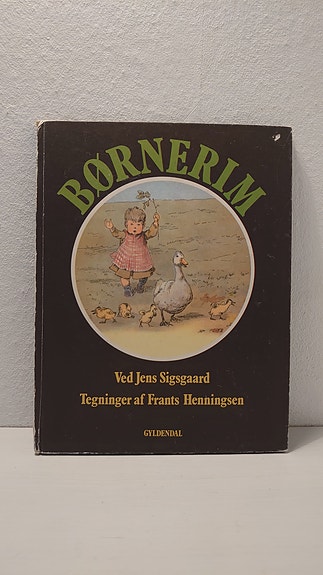 BØRNERIM
Ved Jens Sigsgaard
Tegninger af Frants Henningsen
GYLDENDAL